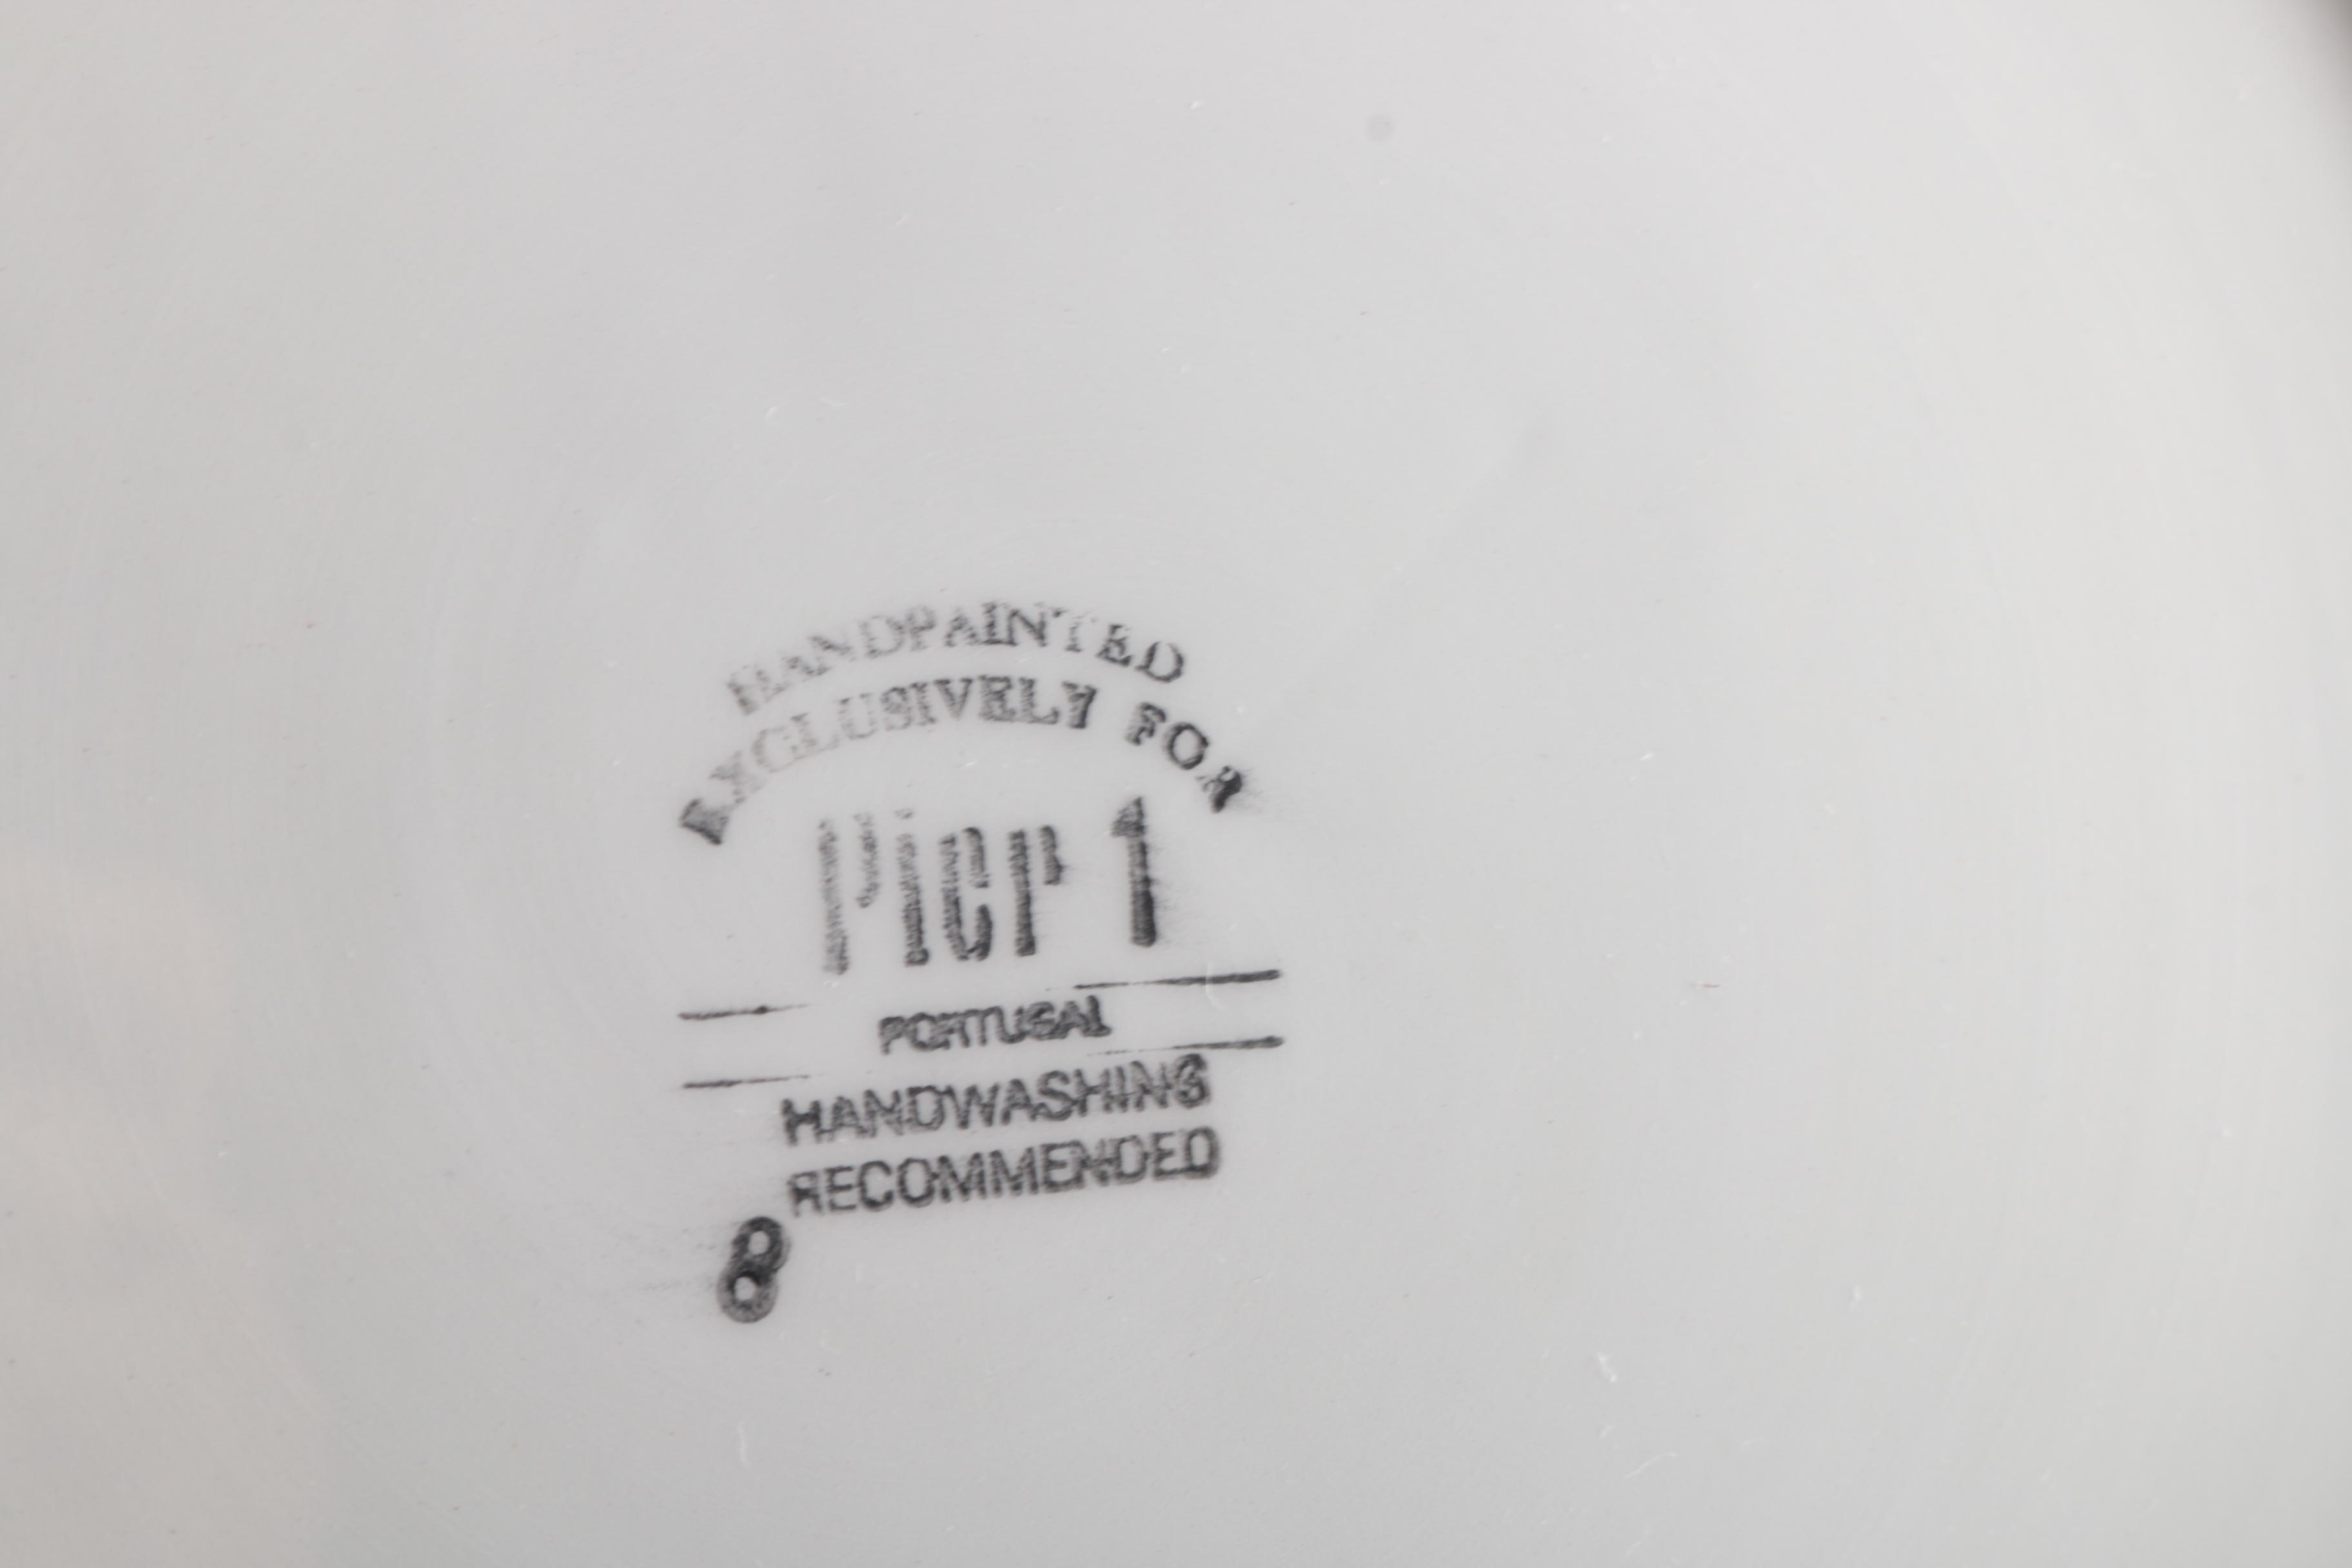 HANDPAINTED
EXCLUSIVELY FOR
Pier 1
PORTUGAL
HANDWASHING
RECOMMENDED
8